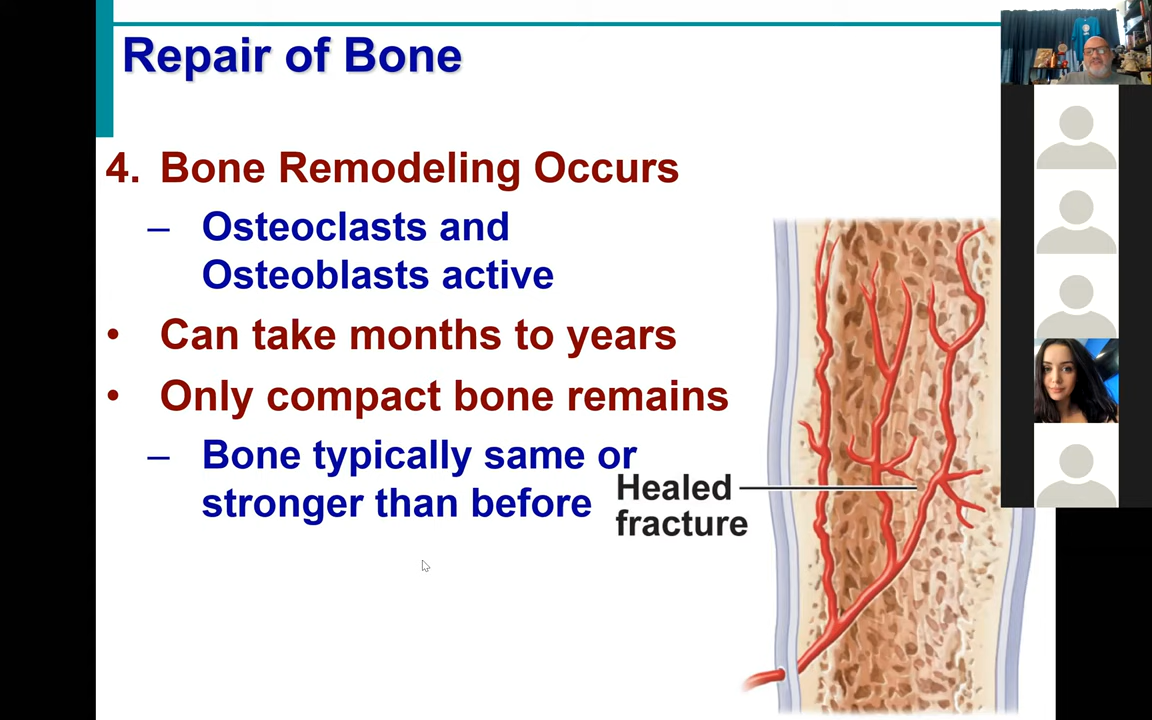 Repair of Bone
4. Bone Remodeling Occurs
– Osteoclasts and
Osteoblasts active
• Can take months to years
• Only compact bone remains
– Bone typically same or
stronger than before
Healed
fracture